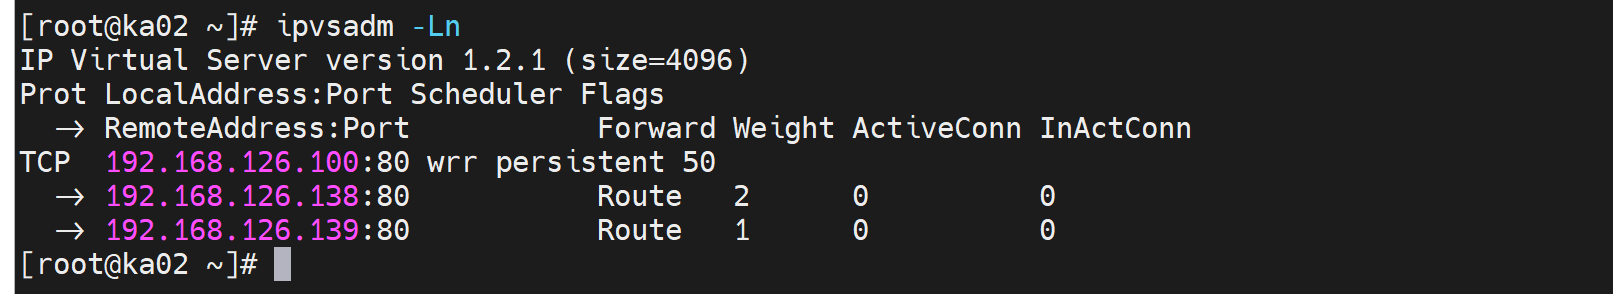 [root@ka02 ~]# ipvsadm -Ln
IP Virtual Server version 1.2.1 (size=4096)
Prot LocalAddress:Port Scheduler Flags
  -> RemoteAddress:Port           Forward Weight ActiveConn InActConn
TCP  192.168.126.100:80 wrr persistent 50
  -> 192.168.126.138:80           Route   2      0          0
  -> 192.168.126.139:80           Route   1      0          0
[root@ka02 ~]#